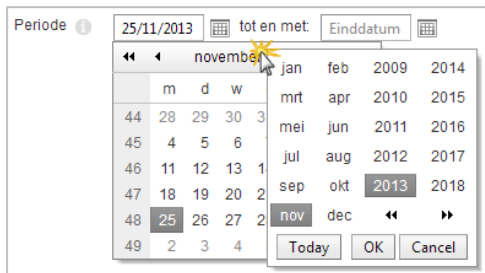 Periode 25/11/2013 tot en met: Einddatum
november
m d w
44 28 29 30
45 4 5 6
46 11 12 13
47 18 19 20
48 25 26 27
49 2 3 4
jan feb 2009 2014
mrt apr 2010 2015
mei jun 2011 2016
jul aug 2012 2017
sep okt 2013 2018
nov dec
Today OK Cancel